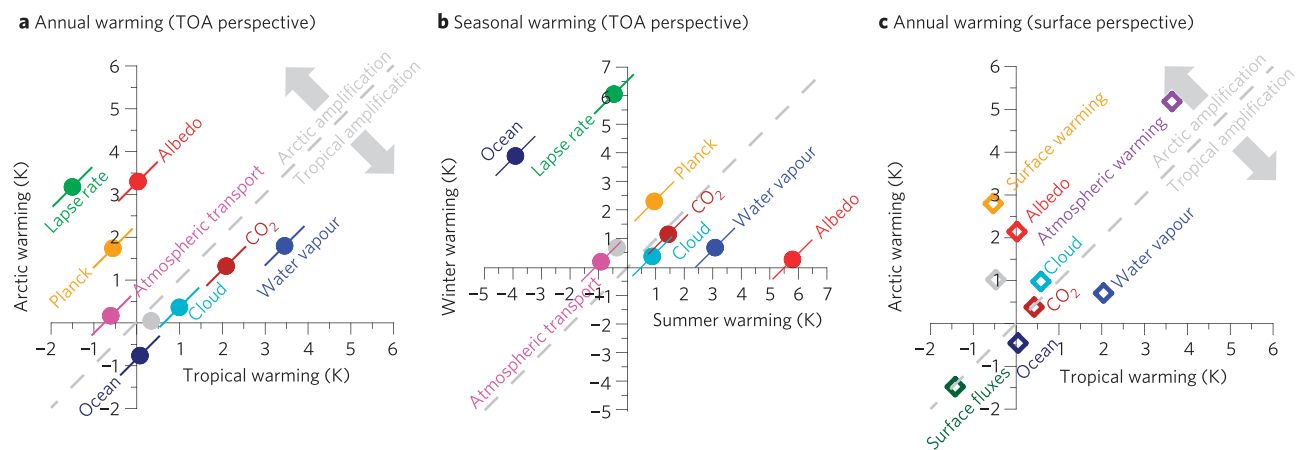 a Annual warming (TOA perspective)
6
5
4
3
2
1
−1
−2
−2
−1
1
2
3
4
5
6
Arctic warming (K)
Tropical warming (K)
Lapse rate
Albedo
Planck
Atmospheric transport
CO2
Water vapour
Cloud
Ocean
Arctic amplification
Tropical amplification
b Seasonal warming (TOA perspective)
7
6
5
4
3
2
1
−1
−2
−3
−4
−5
−5
−4
−3
−2
−1
1
2
3
4
5
6
7
Winter warming (K)
Summer warming (K)
Ocean
Lapse rate
Planck
CO2
Cloud
Water vapour
Albedo
Atmospheric transport
c Annual warming (surface perspective)
6
5
4
3
2
1
−1
−2
−2
−1
1
2
3
4
5
6
Arctic warming (K)
Tropical warming (K)
Surface warming
Albedo
Atmospheric warming
Cloud
CO2
Water vapour
Ocean
Surface fluxes
Arctic amplification
Tropical amplification